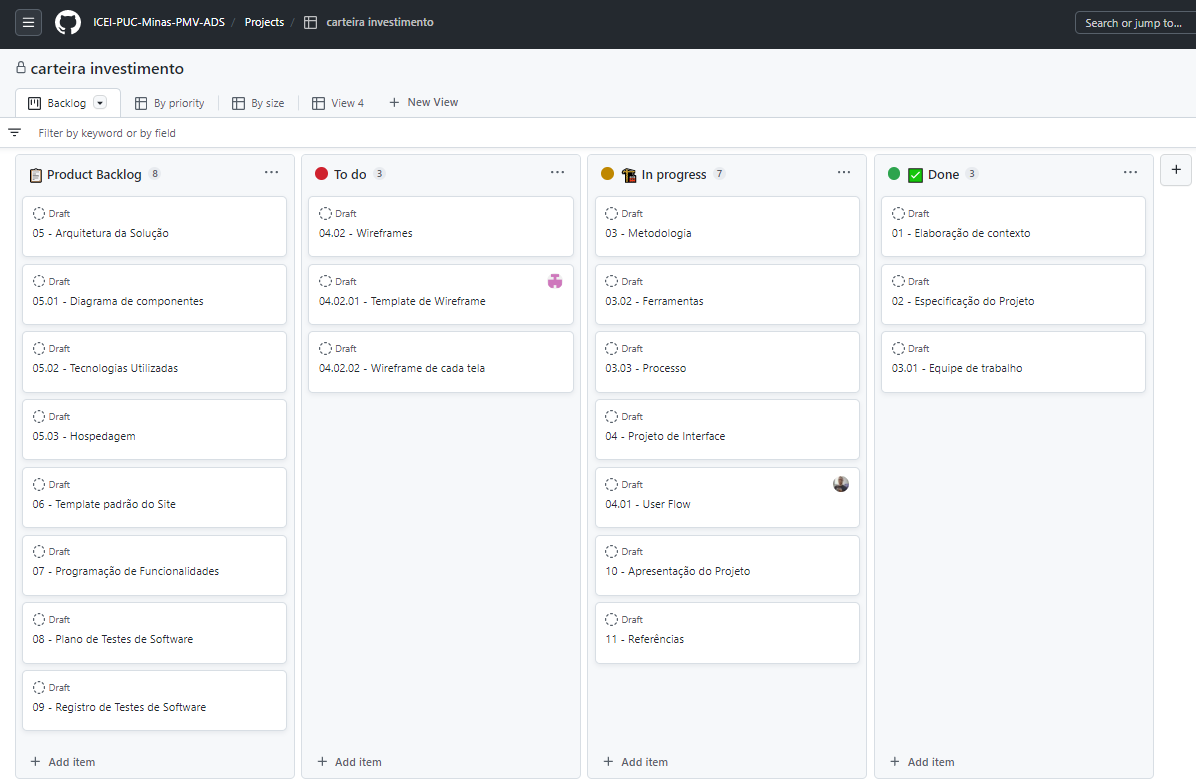 ICEI-PUC-Minas-PMV-ADS / Projects / carteira investimento
Search or jump to...
carteira investimento
Backlog
By priority
By size
View 4
New View
Filter by keyword or by field
Product Backlog 8
Draft
05 - Arquitetura da Solução
Draft
05.01 - Diagrama de componentes
Draft
05.02 - Tecnologias Utilizadas
Draft
05.03 - Hospedagem
Draft
06 - Template padrão do Site
Draft
07 - Programação de Funcionalidades
Draft
08 - Plano de Testes de Software
Draft
09 - Registro de Testes de Software
Add item
To do 3
Draft
04.02 - Wireframes
Draft
04.02.01 - Template de Wireframe
Draft
04.02.02 - Wireframe de cada tela
Add item
In progress 7
Draft
03 - Metodologia
Draft
03.02 - Ferramentas
Draft
03.03 - Processo
Draft
04 - Projeto de Interface
Draft
04.01 - User Flow
Draft
10 - Apresentação do Projeto
Draft
11 - Referências
Add item
Done 3
Draft
01 - Elaboração de contexto
Draft
02 - Especificação do Projeto
Draft
03.01 - Equipe de trabalho
Add item